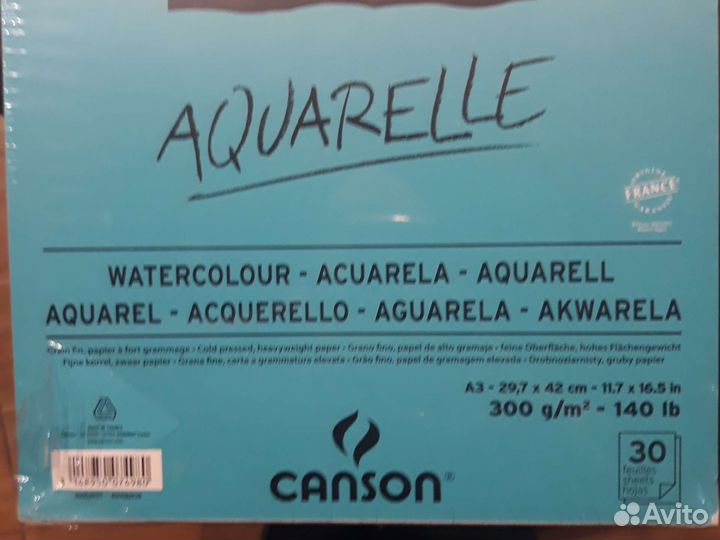 AQUARELLE
FRANCE
WATERCOLOUR - ACUARELA - AQUARELL
AQUAREL - ACQUERELLO - AGUARELA - AKWARELA
Grain fin, papier à fort grammage - Cold pressed, heavyweight paper - Grano fino, papel de alto gramaje - feine Oberfläche, hohes Flächengewicht
Fijne korrel, zwaar papier - Grana fine, carta a grammatura elevata - Grão fino, papel de gramagem elevada - Drobnoziarnisty, gruby papier
A3 - 29,7 x 42 cm - 11.7 x 16.5 in
300 g/m² - 140 lb
30
feuilles
sheets
hojas
CANSON®
3 148950 074980
Avito